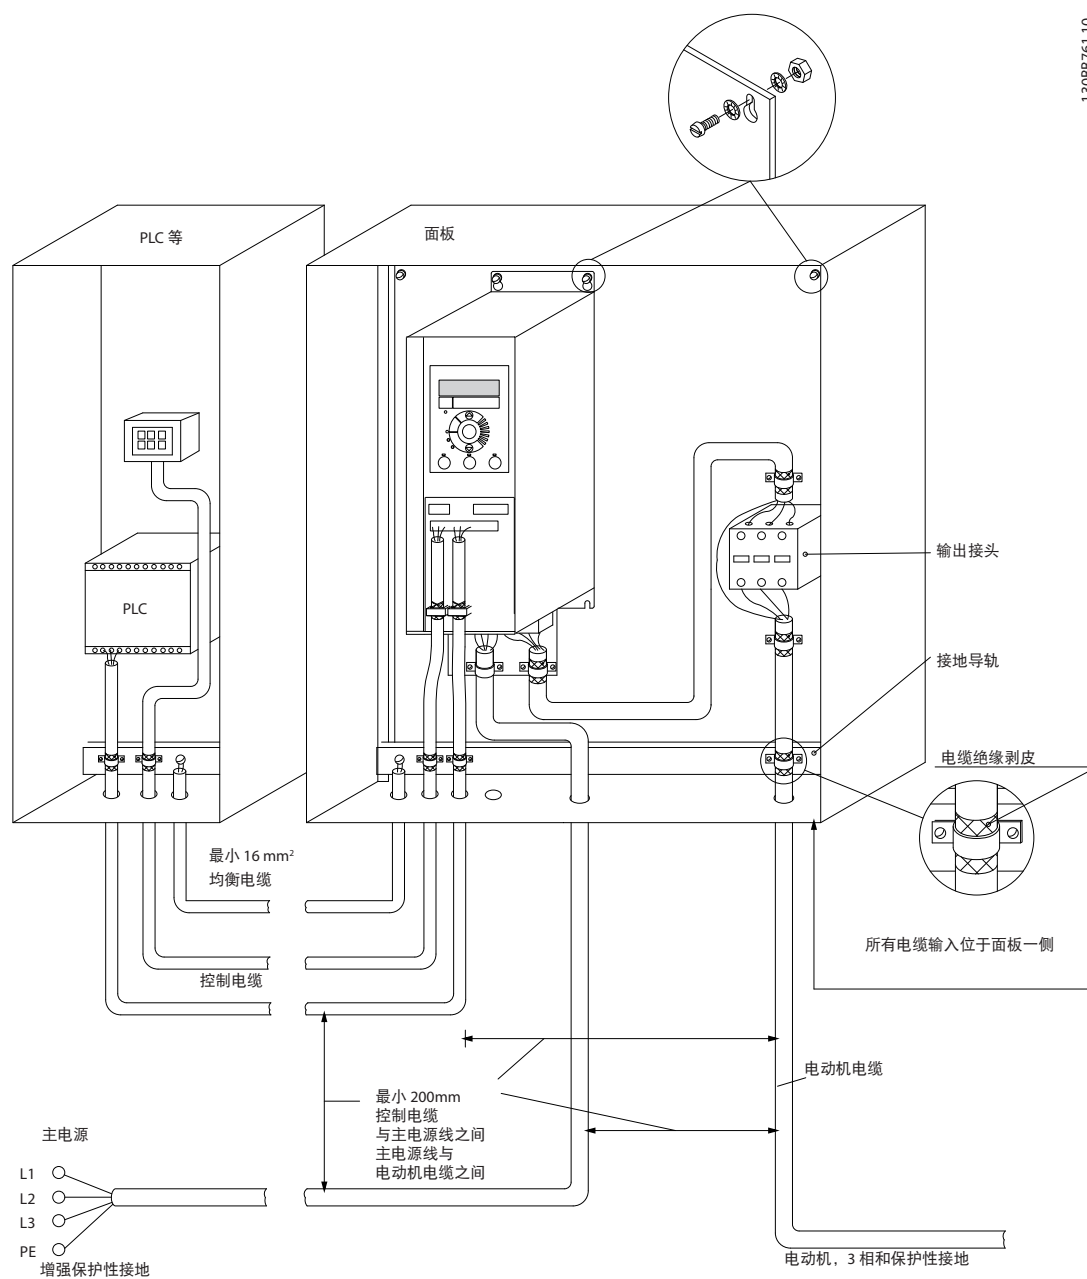 130BB761.10
PLC 等
面板
PLC
输出接头
接地导轨
电缆绝缘剥皮
最小 16 mm²
均衡电缆
所有电缆输入位于面板一侧
控制电缆
电动机电缆
最小 200mm
控制电缆
与主电源线之间
主电源线与
电动机电缆之间
主电源
L1
L2
L3
PE
增强保护性接地
电动机，3 相和保护性接地